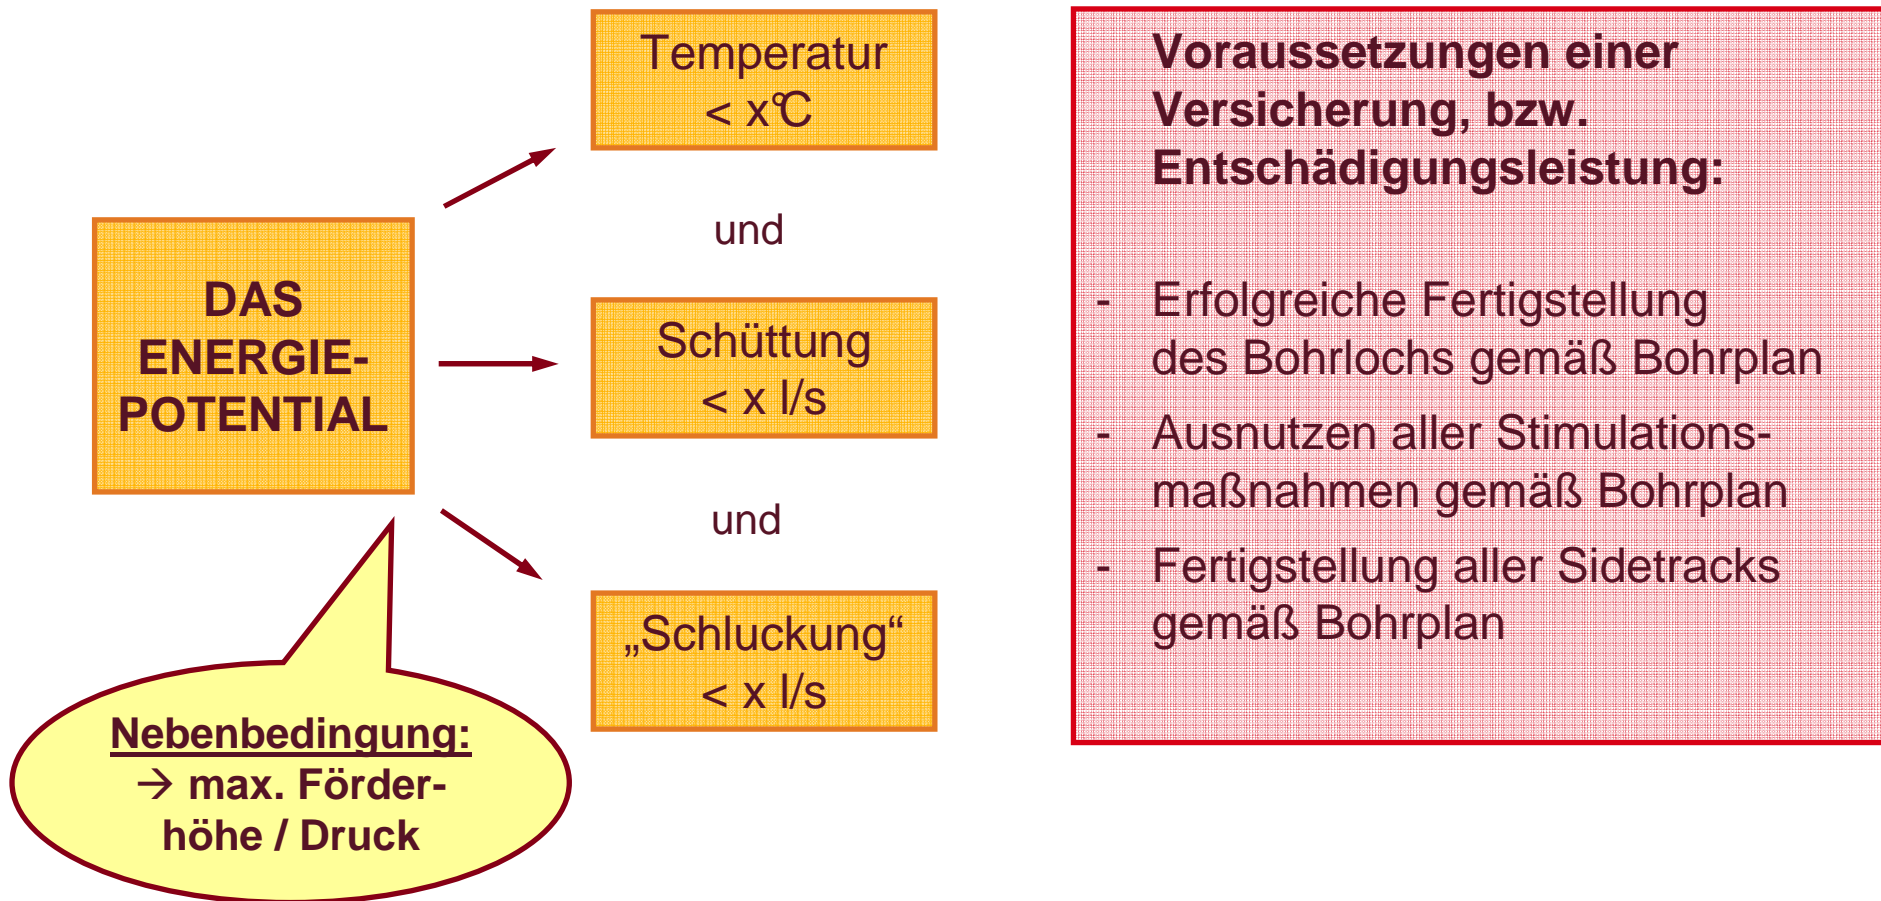 Temperatur
< x°C
und
DAS
ENERGIE-
POTENTIAL
Schüttung
< x l/s
und
„Schluckung“
< x l/s
Nebenbedingung:
→ max. Förder-
höhe / Druck
Voraussetzungen einer
Versicherung, bzw.
Entschädigungsleistung:
- Erfolgreiche Fertigstellung
des Bohrlochs gemäß Bohrplan
- Ausnutzen aller Stimulations-
maßnahmen gemäß Bohrplan
- Fertigstellung aller Sidetracks
gemäß Bohrplan